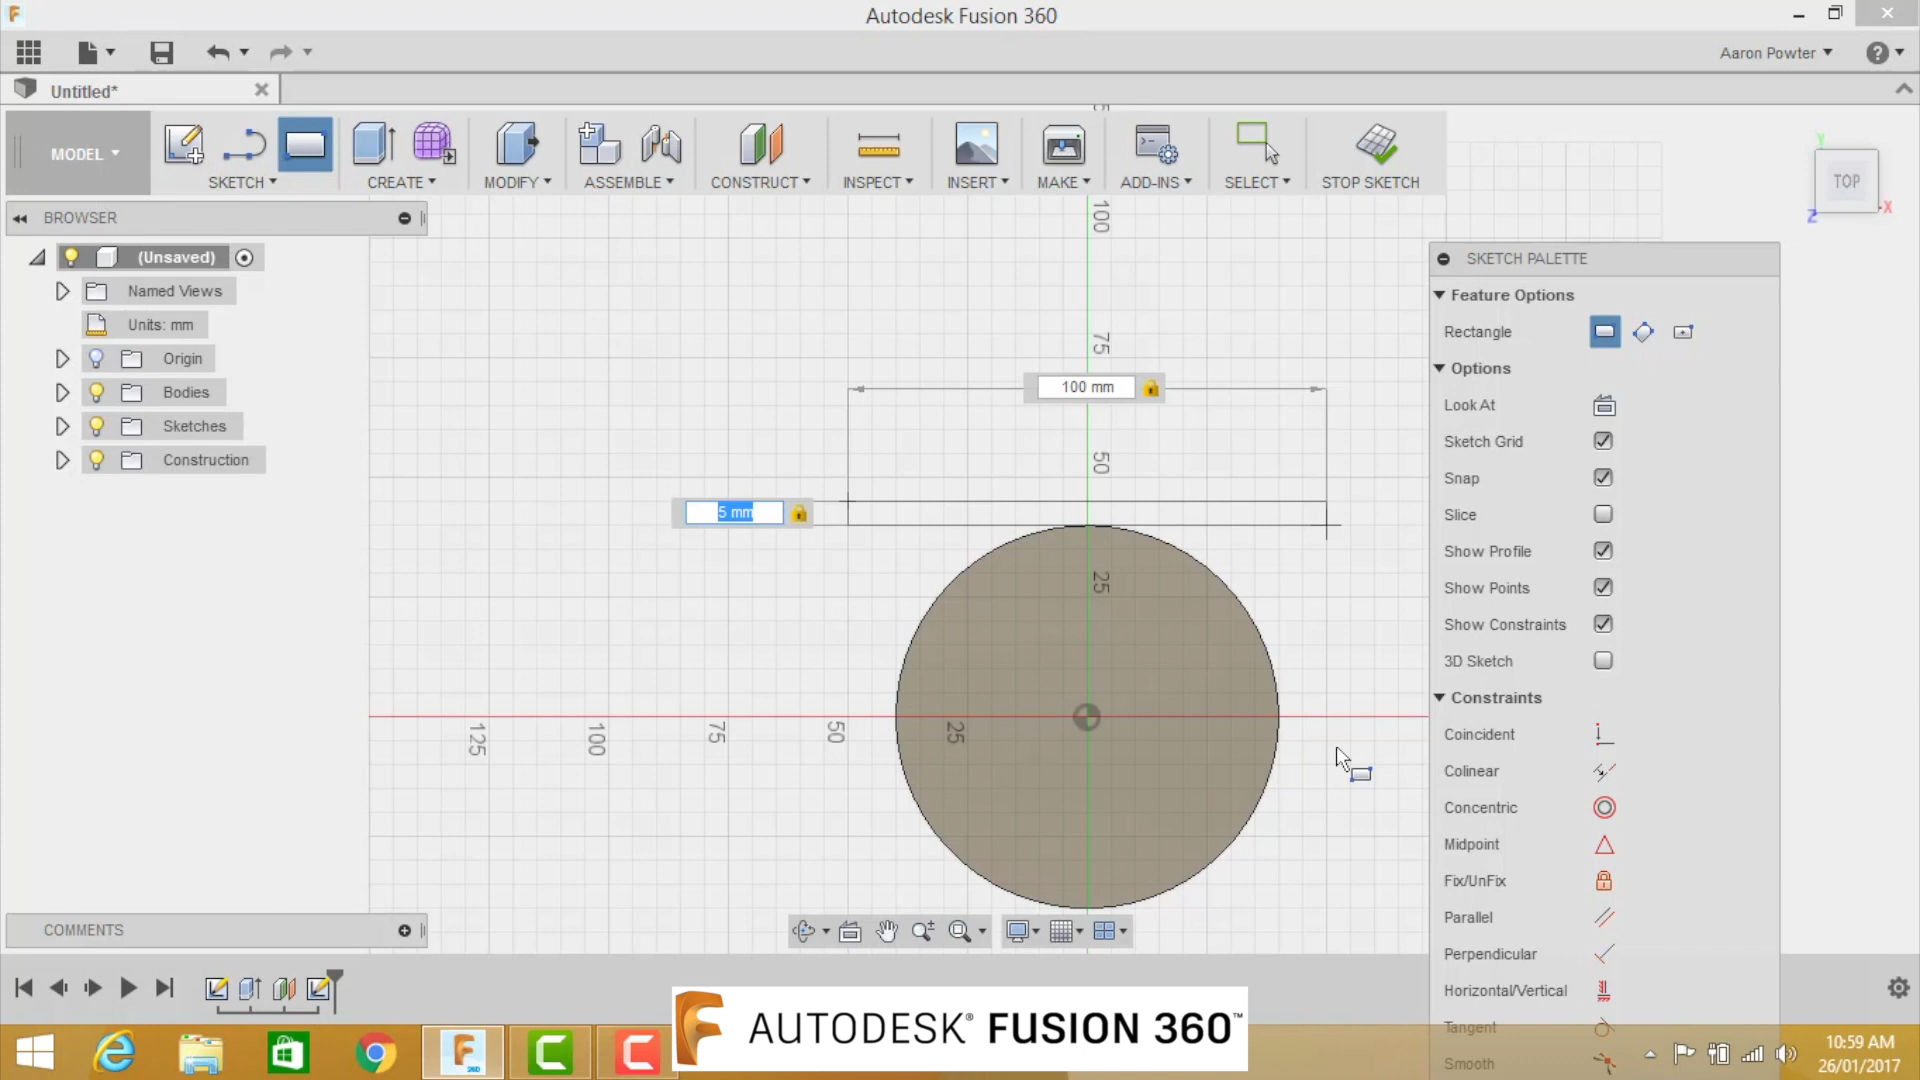 Autodesk Fusion 360
Aaron Powter
Untitled*
MODEL
SKETCH
CREATE
MODIFY
ASSEMBLE
CONSTRUCT
INSPECT
INSERT
MAKE
ADD-INS
SELECT
STOP SKETCH
TOP
Y
X
Z
BROWSER
(Unsaved)
Named Views
Units: mm
Origin
Bodies
Sketches
Construction
100
75
50
25
100 mm
5 mm
125
100
75
50
25
SKETCH PALETTE
Feature Options
Rectangle
Options
Look At
Sketch Grid
Snap
Slice
Show Profile
Show Points
Show Constraints
3D Sketch
Constraints
Coincident
Colinear
Concentric
Midpoint
Fix/UnFix
Parallel
Perpendicular
Horizontal/Vertical
Tangent
Smooth
COMMENTS
AUTODESK® FUSION 360™
10:59 AM
26/01/2017